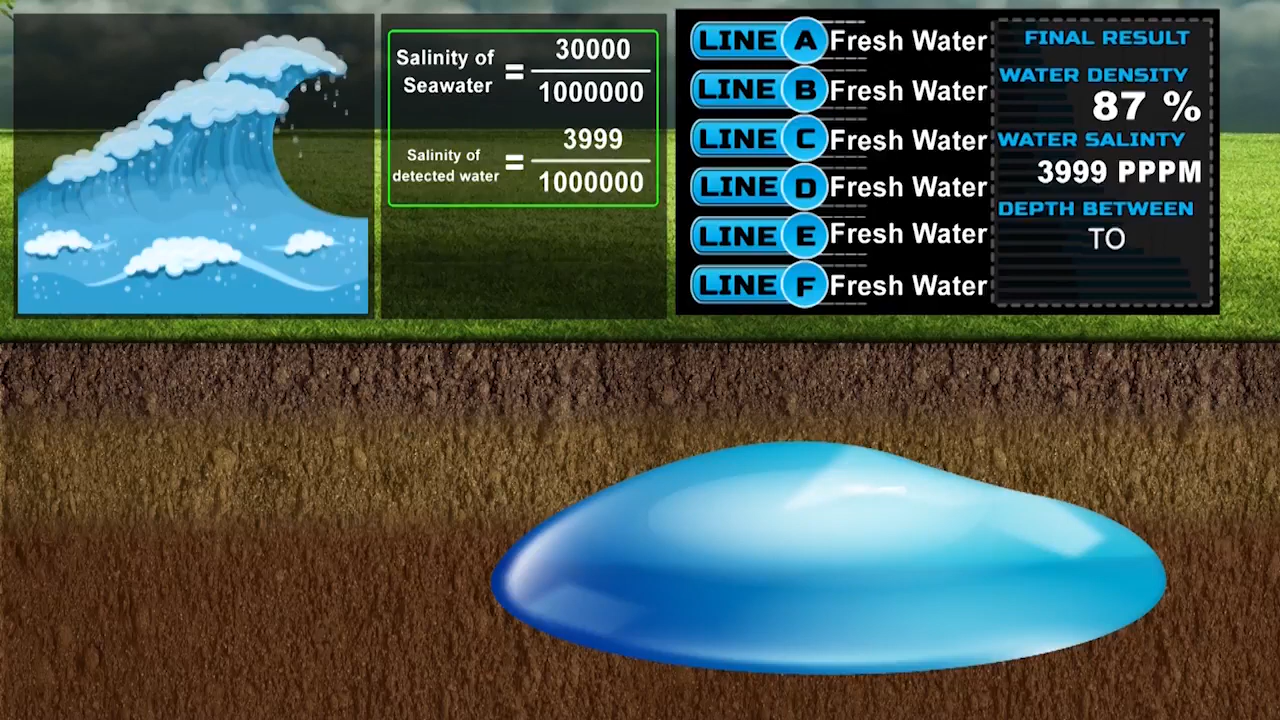 Salinity of
Seawater
=
30000
1000000
Salinity of
detected water
=
3999
1000000
LINE A Fresh Water
LINE B Fresh Water
LINE C Fresh Water
LINE D Fresh Water
LINE E Fresh Water
LINE F Fresh Water
FINAL RESULT
WATER DENSITY
87 %
WATER SALINTY
3999 PPPM
DEPTH BETWEEN
TO